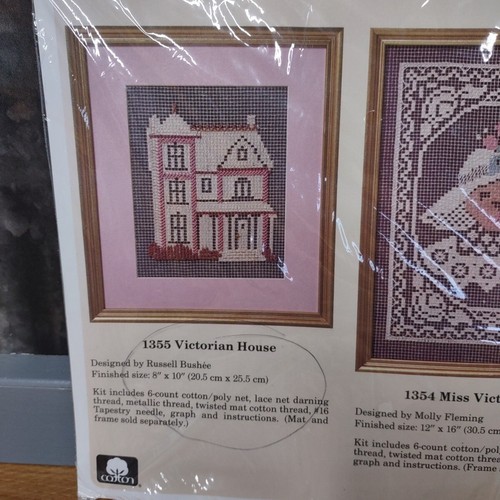 1355 Victorian House
Designed by Russell Bushée
Finished size: 8" x 10" (20.5 cm x 25.5 cm)
Kit includes 6-count cotton/poly net, lace net darning
thread, metallic thread, twisted mat cotton thread, #16
Tapestry needle, graph and instructions. (Mat and
frame sold separately.)
cotton
1354 Miss Vict
Designed by Molly Fleming
Finished size: 12" x 16" (30.5 cm
Kit includes 6-count cotton/pol
thread, twisted mat cotton thre
graph and instructions. (Frame